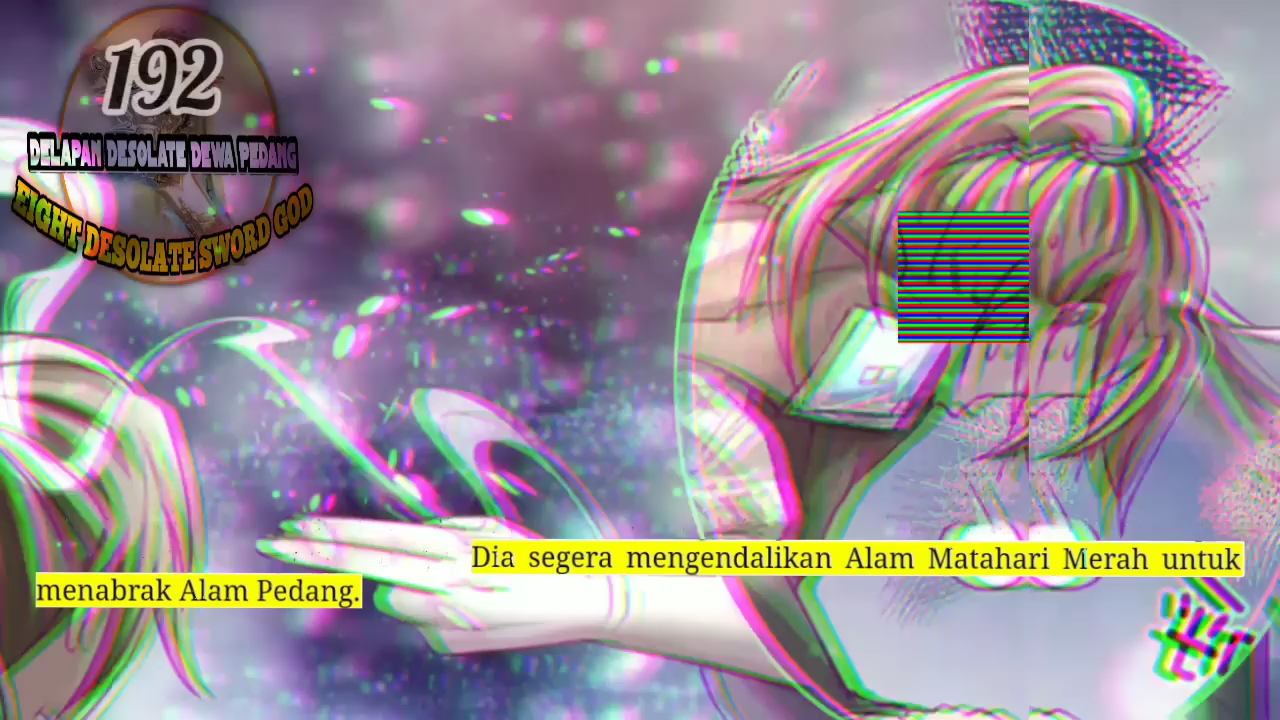 192
DELAPAN DESOLATE DEWA PEDANG
EIGHT DESOLATE SWORD GOD
Dia segera mengendalikan Alam Matahari Merah untuk
menabrak Alam Pedang.